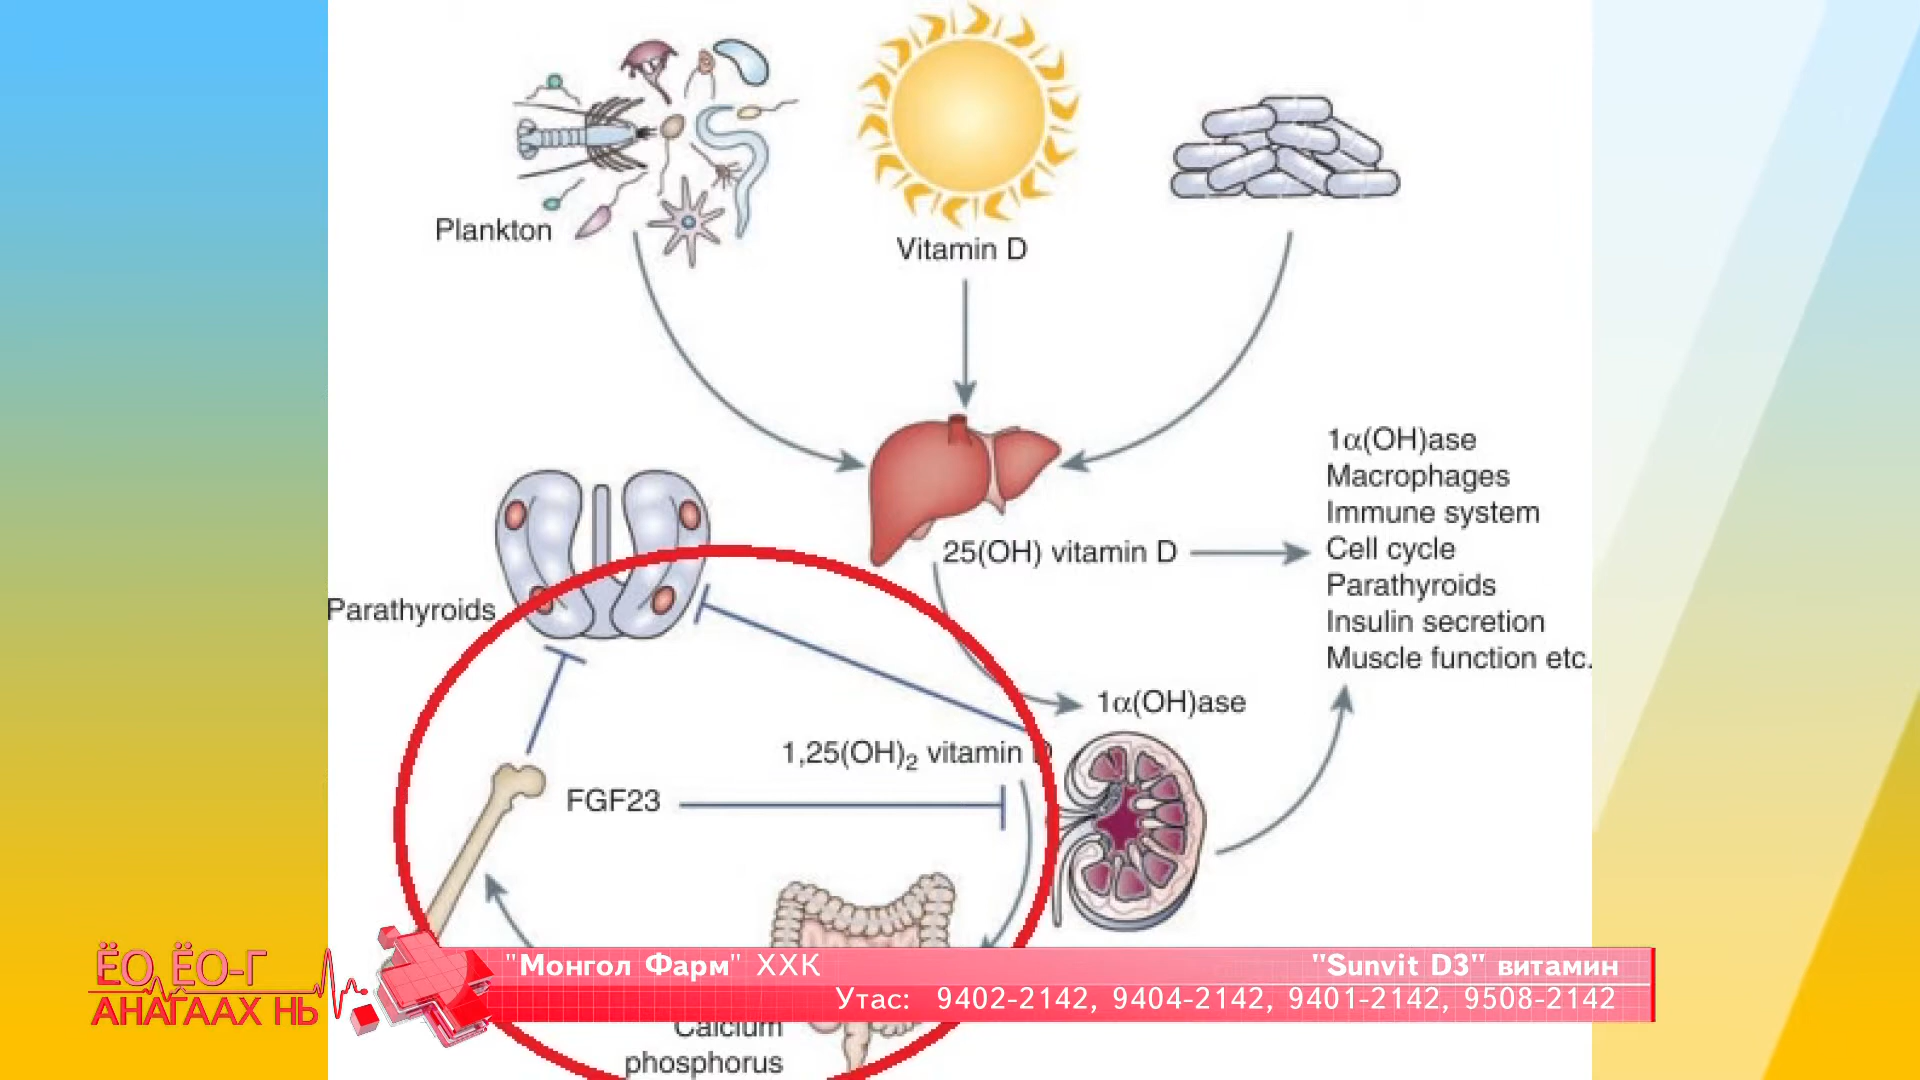 Plankton
Vitamin D
1α(OH)ase
Macrophages
Immune system
Cell cycle
Parathyroids
Insulin secretion
Muscle function etc.
25(OH) vitamin D
Parathyroids
1α(OH)ase
1,25(OH)₂ vitamin D
FGF23
Calcium
phosphorus
ЁО ЁО-Г
АНАГААХ НЬ
"Монгол Фарм" ХХК
"Sunvit D3" витамин
Утас: 9402-2142, 9404-2142, 9401-2142, 9508-2142